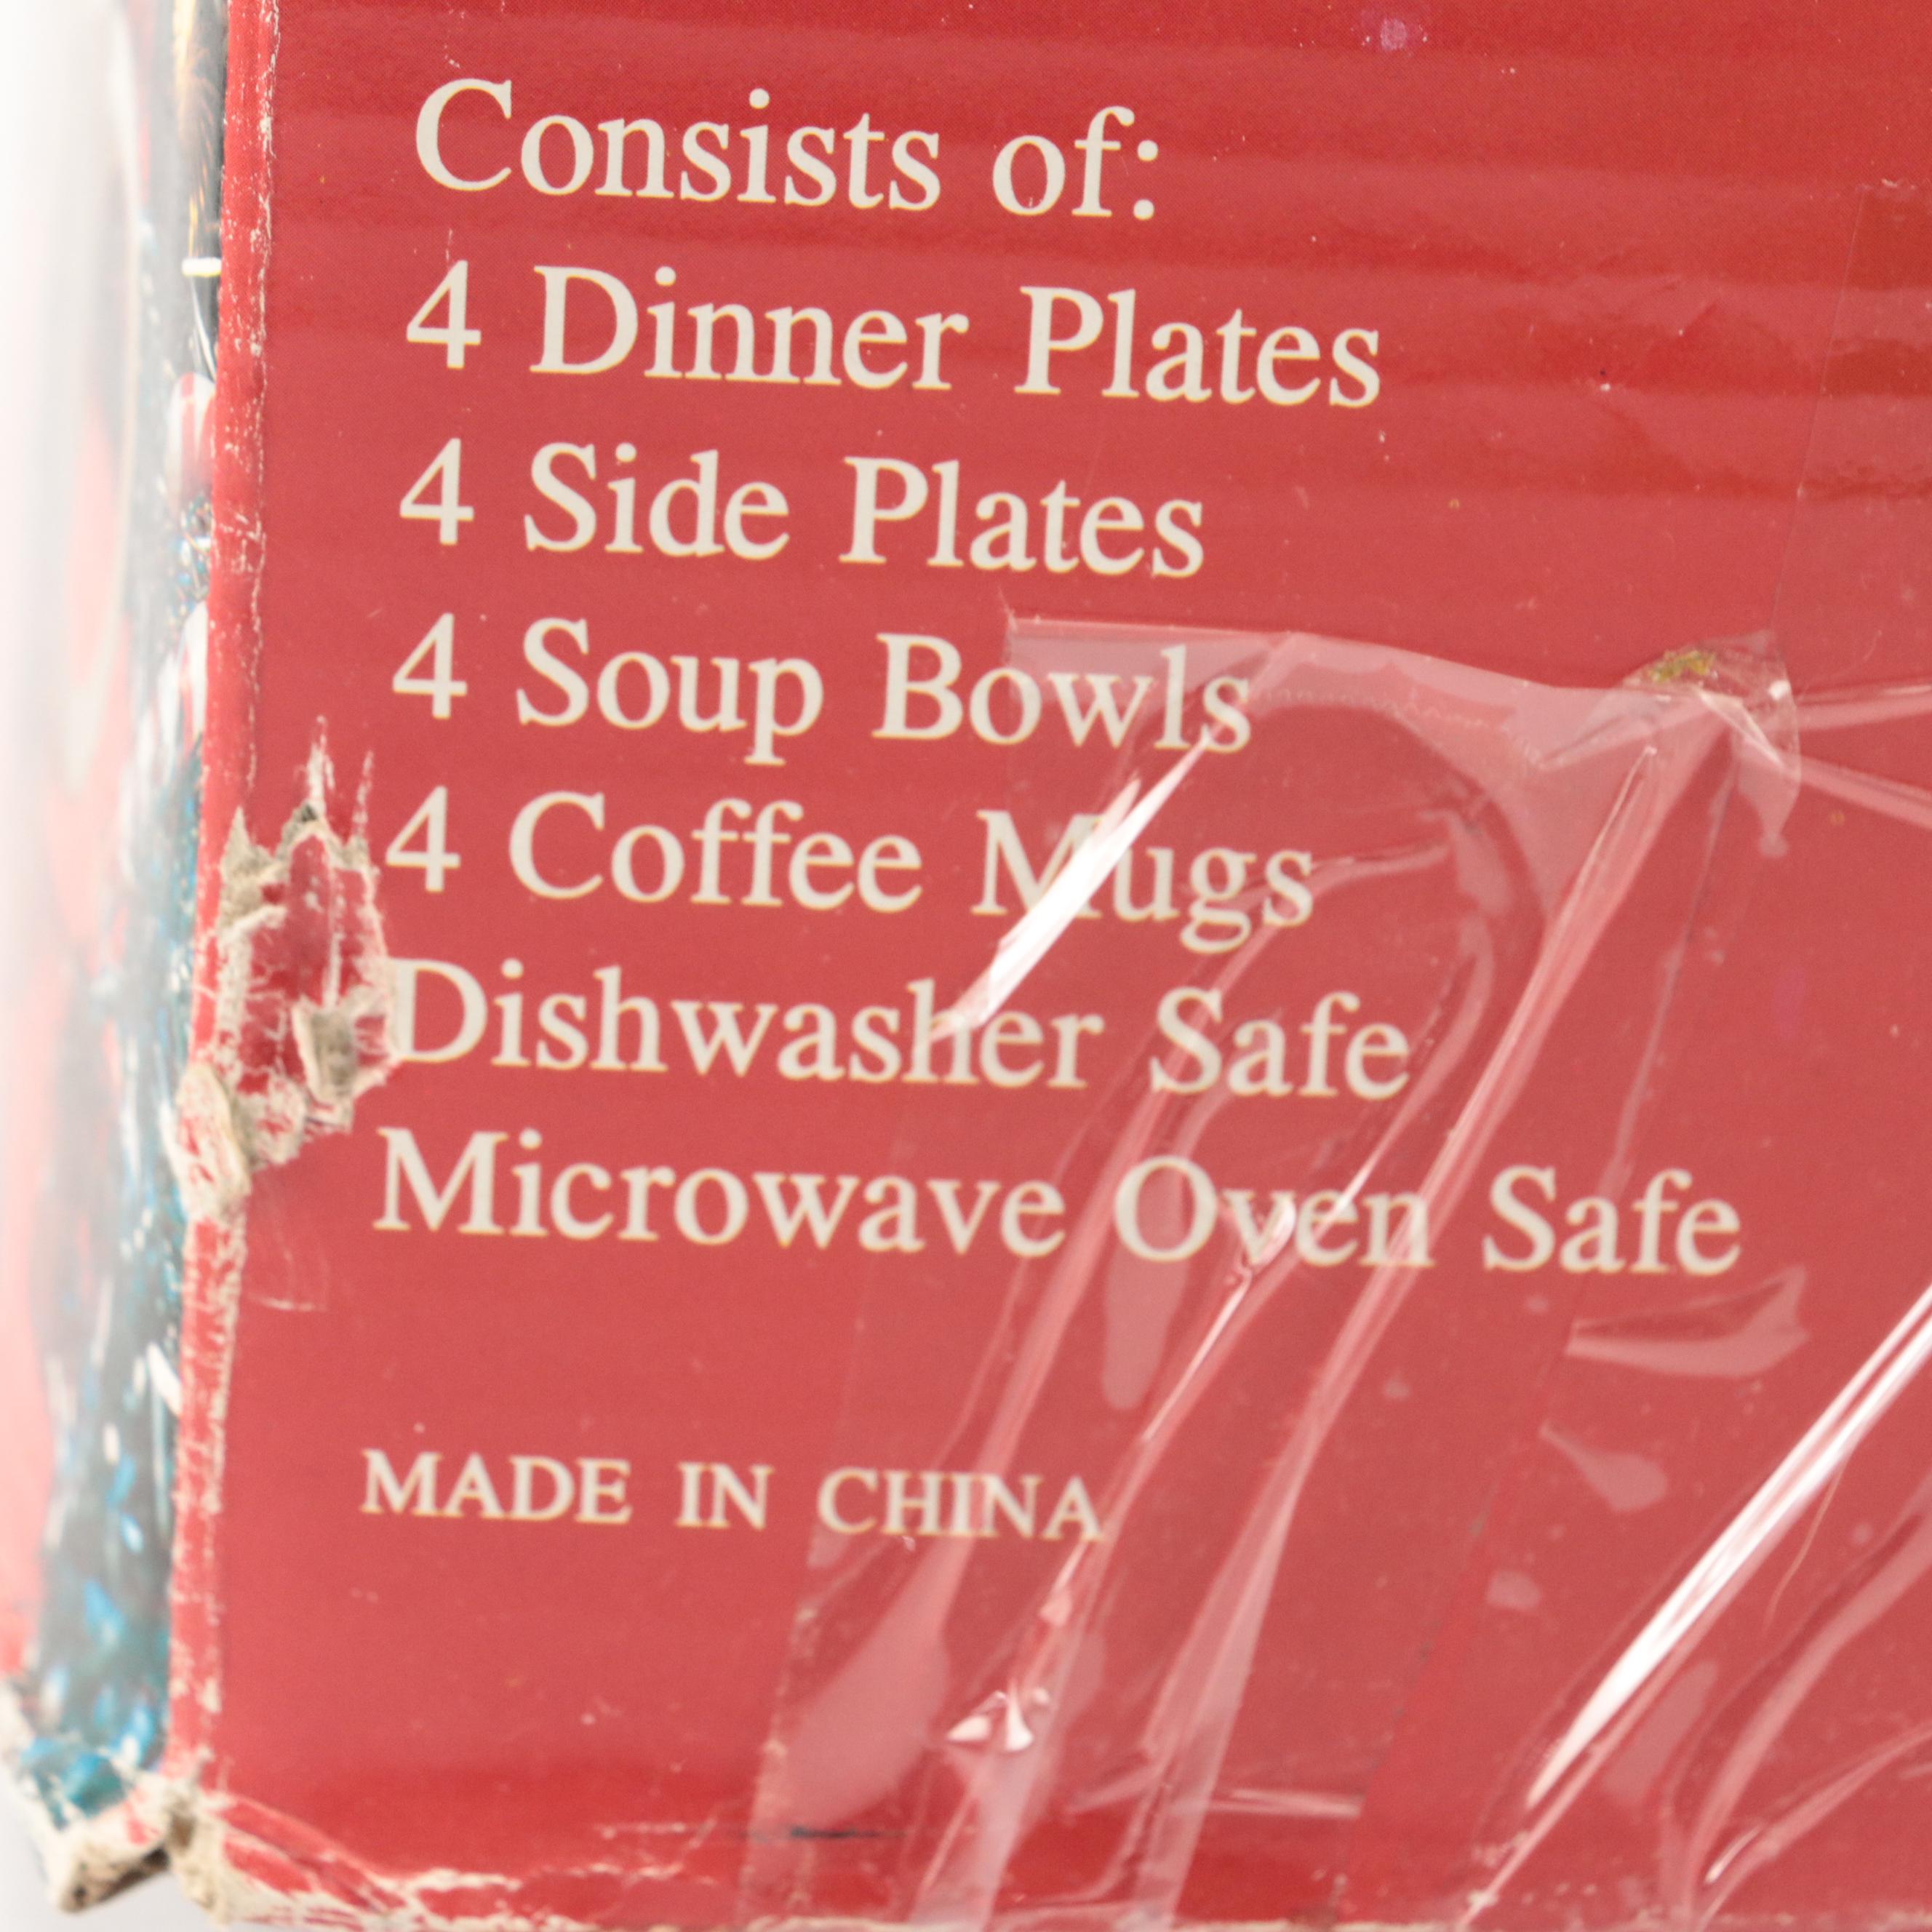 Consists of:
4 Dinner Plates
4 Side Plates
4 Soup Bowls
4 Coffee Mugs
Dishwasher Safe
Microwave Oven Safe
MADE IN CHINA